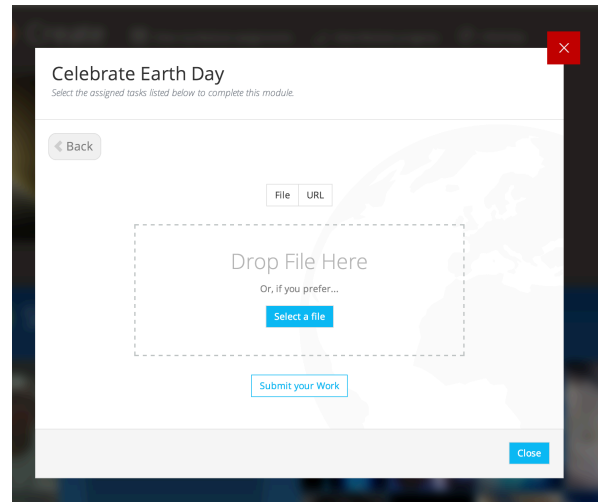 Create
Celebrate Earth Day
Select the assigned tasks listed below to complete this module.
Back
File URL
Drop File Here
Or, if you prefer...
Select a file
Submit your Work
Close